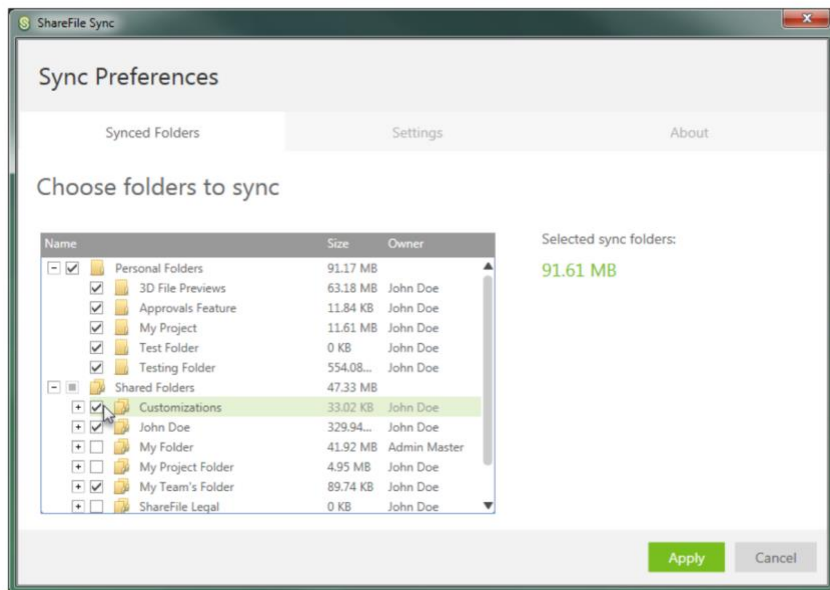 ShareFile Sync
Sync Preferences
Synced Folders Settings About
Choose folders to sync
Name Size Owner
Personal Folders 91.17 MB
3D File Previews 63.18 MB John Doe
Approvals Feature 11.84 KB John Doe
My Project 11.61 MB John Doe
Test Folder 0 KB John Doe
Testing Folder 554.08... John Doe
Shared Folders 47.33 MB
Customizations 33.02 KB John Doe
John Doe 329.94... John Doe
My Folder 41.92 MB Admin Master
My Project Folder 4.95 MB John Doe
My Team's Folder 89.74 KB John Doe
ShareFile Legal 0 KB John Doe
Selected sync folders:
91.61 MB
Apply Cancel